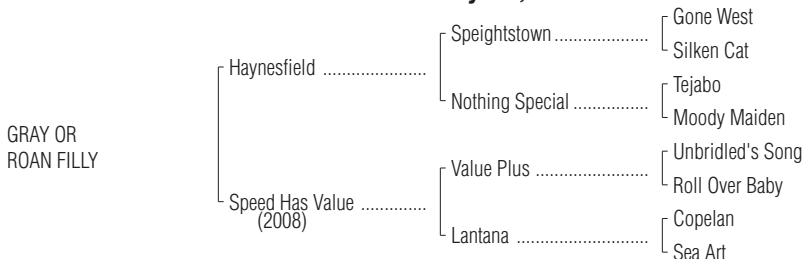 Gone West
Speightstown ....................
Silken Cat
Haynesfield ......................
Tejabo
Nothing Special ................
Moody Maiden
GRAY OR
ROAN FILLY
Unbridled's Song
Value Plus ........................
Roll Over Baby
Speed Has Value ..............
(2008)
Copelan
Lantana ............................
Sea Art